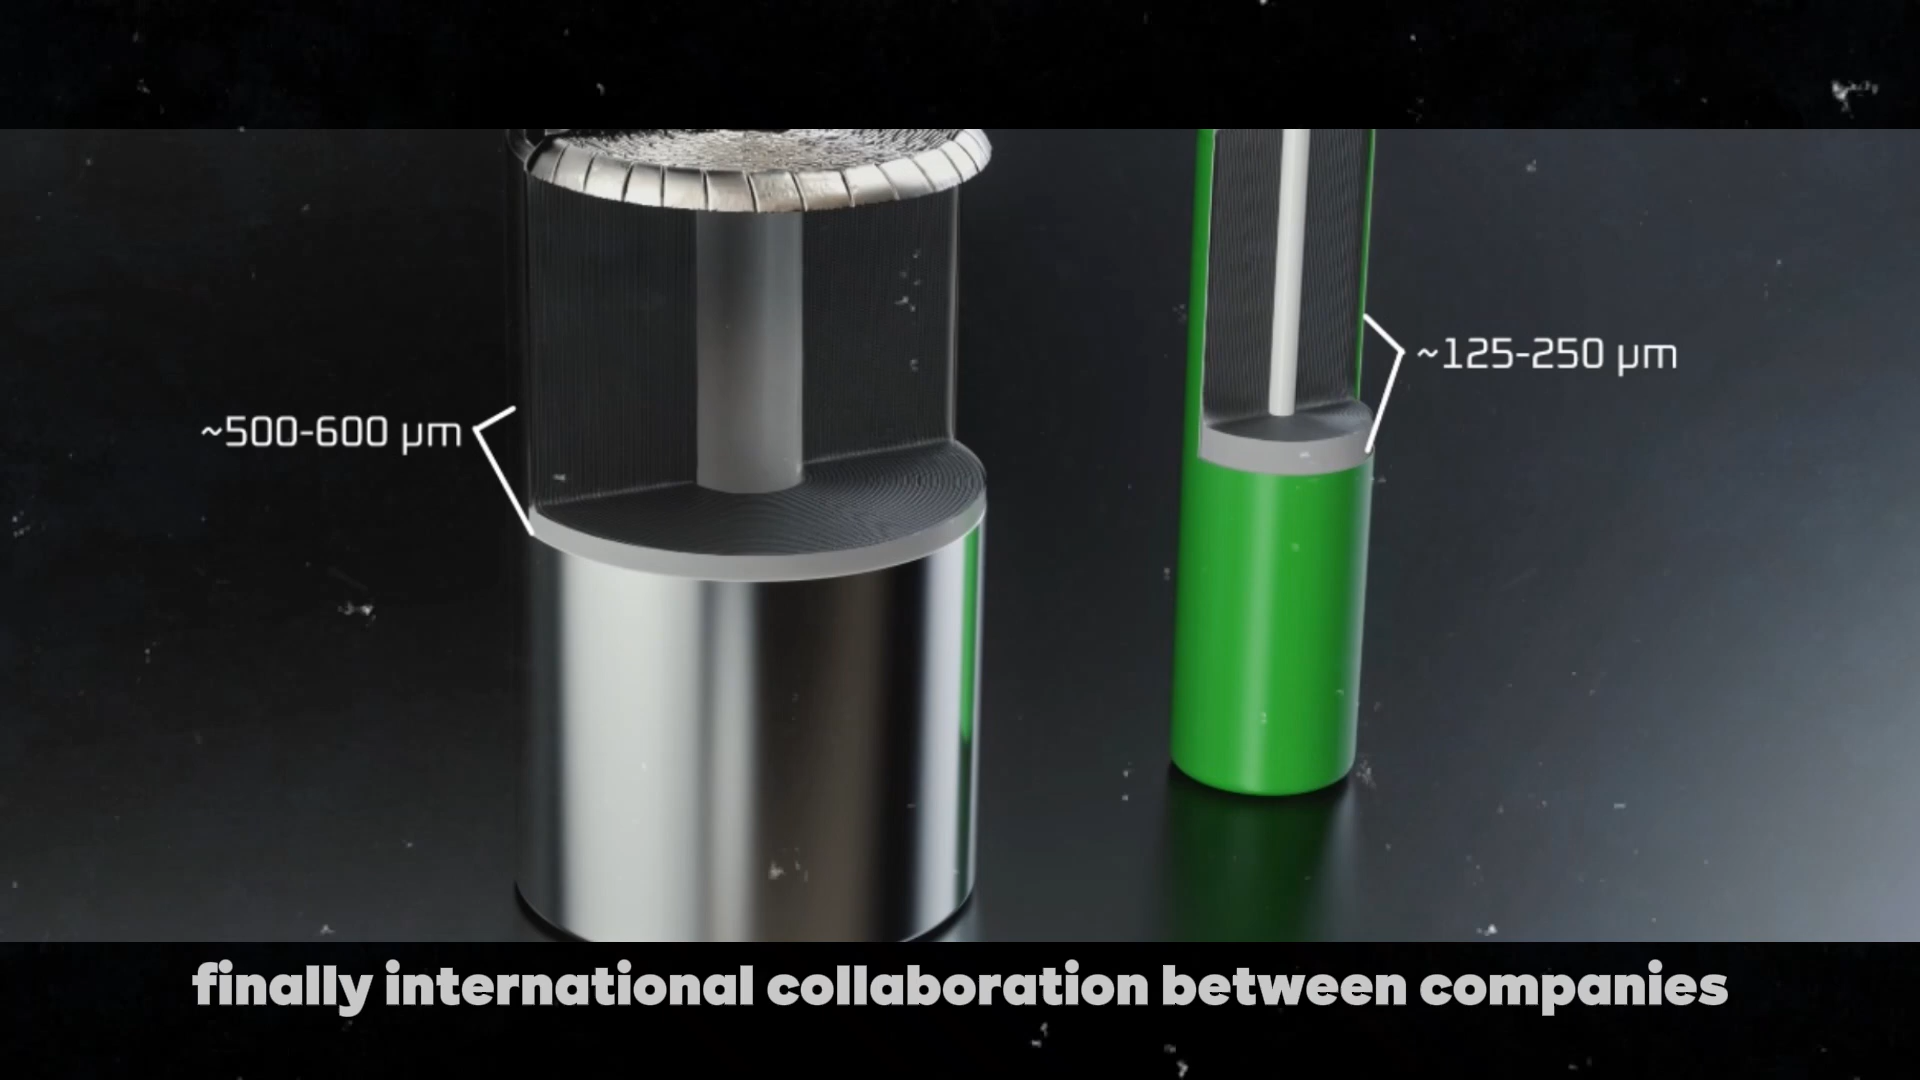 ~125-250 µm
~500-600 µm
finally international collaboration between companies